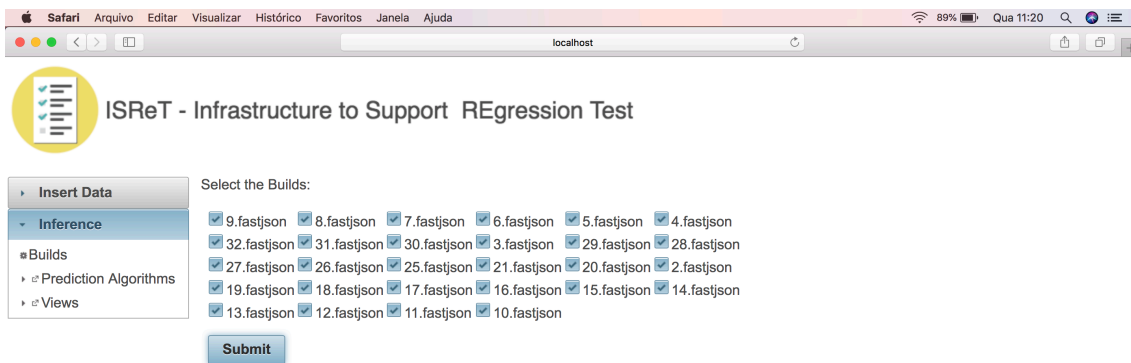 Safari Arquivo Editar Visualizar Histórico Favoritos Janela Ajuda 89% Qua 11:20
localhost
ISReT - Infrastructure to Support REgression Test
Insert Data
Inference
Builds
Prediction Algorithms
Views
Select the Builds:
9.fastjson 8.fastjson 7.fastjson 6.fastjson 5.fastjson 4.fastjson
32.fastjson 31.fastjson 30.fastjson 3.fastjson 29.fastjson 28.fastjson
27.fastjson 26.fastjson 25.fastjson 21.fastjson 20.fastjson 2.fastjson
19.fastjson 18.fastjson 17.fastjson 16.fastjson 15.fastjson 14.fastjson
13.fastjson 12.fastjson 11.fastjson 10.fastjson
Submit